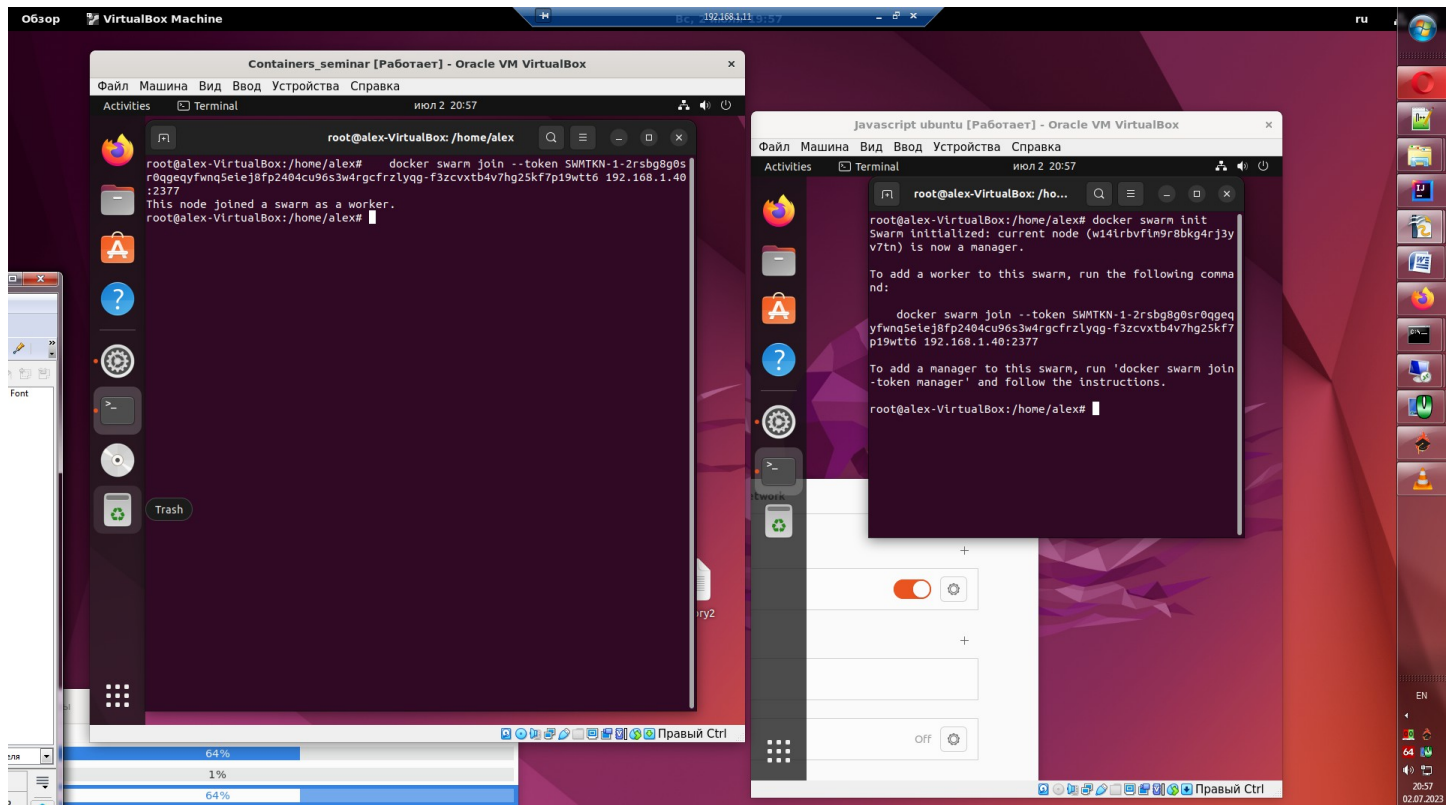 Обзор
VirtualBox Machine
192.168.1.11
ru
Containers_seminar [Работает] - Oracle VM VirtualBox
Файл Машина Вид Ввод Устройства Справка
Activities
Terminal
июл 2 20:57
root@alex-VirtualBox: /home/alex
root@alex-VirtualBox:/home/alex# docker swarm join --token SWMTKN-1-2rsbg8g0s
r0qgeqyfwnq5eiej8fp2404cu96s3w4rgcfrzlyqg-f3zcvxtb4v7hg25kf7p19wtt6 192.168.1.40
:2377
This node joined a swarm as a worker.
root@alex-VirtualBox:/home/alex#
Trash
Правый Ctrl
Javascript ubuntu [Работает] - Oracle VM VirtualBox
Файл Машина Вид Ввод Устройства Справка
Activities
Terminal
июл 2 20:57
root@alex-VirtualBox: /ho...
root@alex-VirtualBox:/home/alex# docker swarm init
Swarm initialized: current node (w14irbvfim9r8bkg4rj3y
v7tn) is now a manager.
To add a worker to this swarm, run the following comma
nd:
docker swarm join --token SWMTKN-1-2rsbg8g0sr0qgeq
yfwnq5eiej8fp2404cu96s3w4rgcfrzlyqg-f3zcvxtb4v7hg25kf7
p19wtt6 192.168.1.40:2377
To add a manager to this swarm, run 'docker swarm join
-token manager' and follow the instructions.
root@alex-VirtualBox:/home/alex#
etwork
Off
Правый Ctrl
Font
ry2
64%
1%
64%
EN
64
20:57
02.07.2023